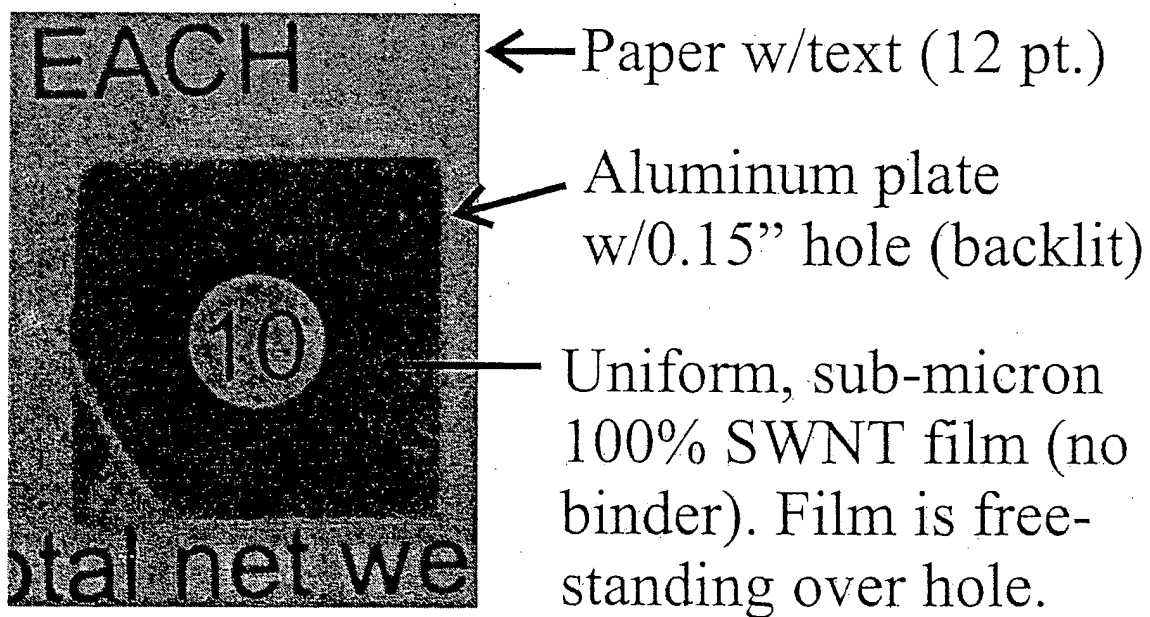 EACH
Paper w/text (12 pt.)
Aluminum plate
w/0.15” hole (backlit)
10
Uniform, sub-micron
100% SWNT film (no
binder). Film is free-
standing over hole.
otal net we